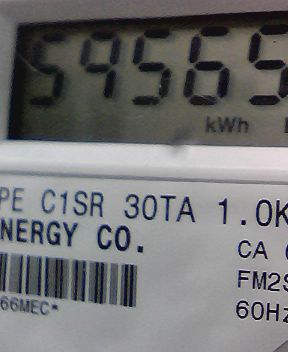 59565
kWh
PE C1SR 30TA 1.0K
NERGY CO.
CA
FM2S
66MEC*
60Hz